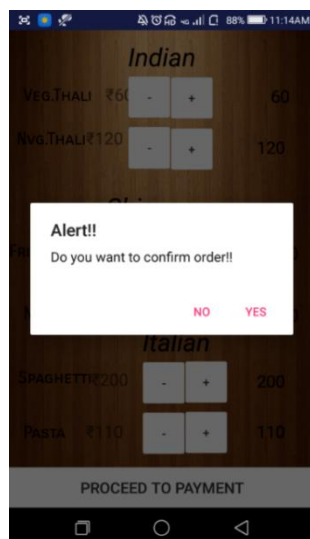 88% 11:14AM
Indian
VEG.THALI ₹60 - + 60
NVG.THALI₹120 - + 120
Alert!!
Do you want to confirm order!!
NO YES
Italian
SPAGHETTI₹200 - + 200
PASTA ₹110 - + 110
PROCEED TO PAYMENT